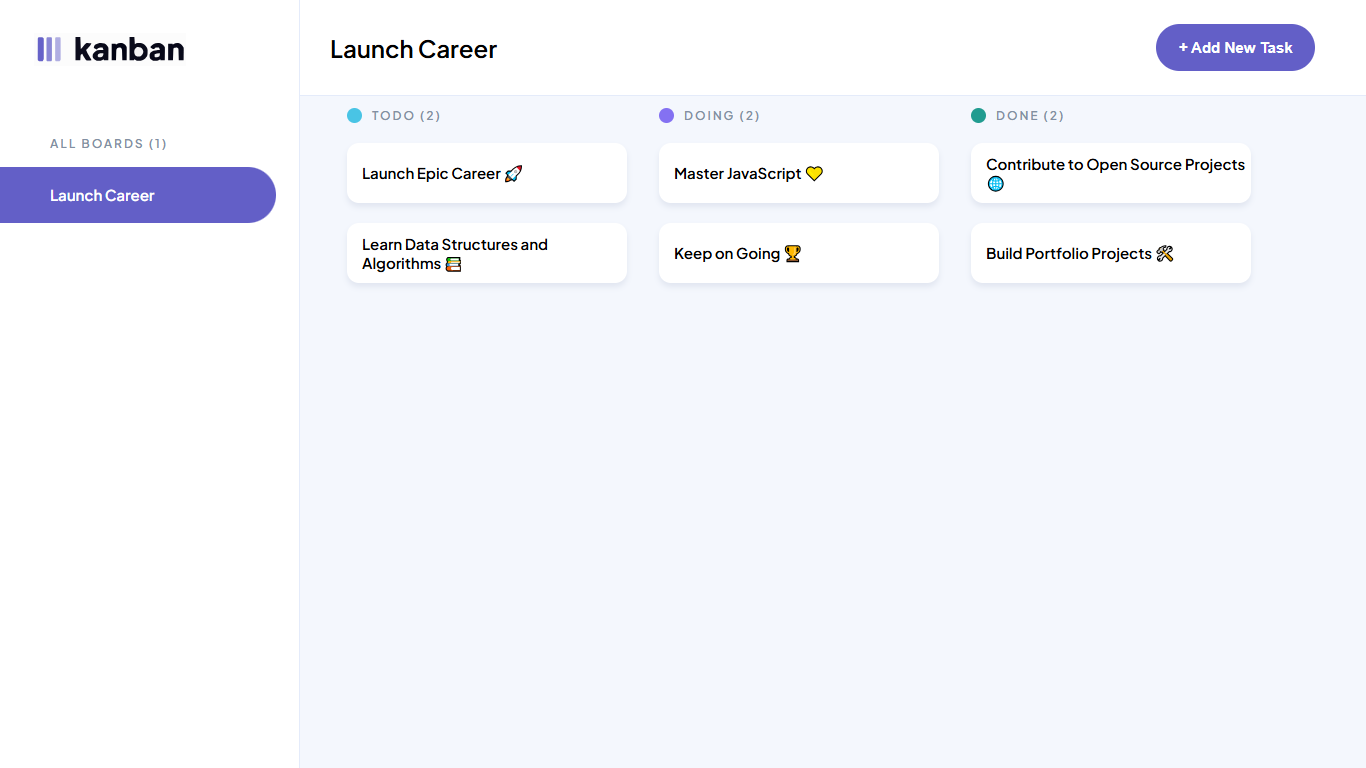 kanban
Launch Career
+ Add New Task
ALL BOARDS (1)
Launch Career
TODO (2)
Launch Epic Career 🚀
Learn Data Structures and
Algorithms 📚
DOING (2)
Master JavaScript 💛
Keep on Going 🏆
DONE (2)
Contribute to Open Source Projects
🌐
Build Portfolio Projects 🛠️